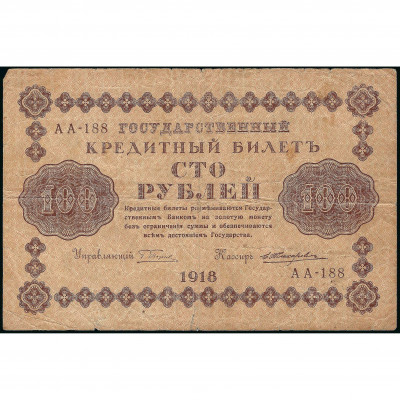 АА-188 ГОСУДАРСТВЕННЫЙ
КРЕДИТНЫЙ БИЛЕТЪ
СТО
РУБЛЕЙ
100 100
Кредитные билеты размѣниваются Государ-
ственнымъ Банкомъ на золотую монету
безъ ограниченія суммы и обезпечиваются
всѣмъ достояніемъ Государства.
Управляющій Кассиръ
1918 АА-188